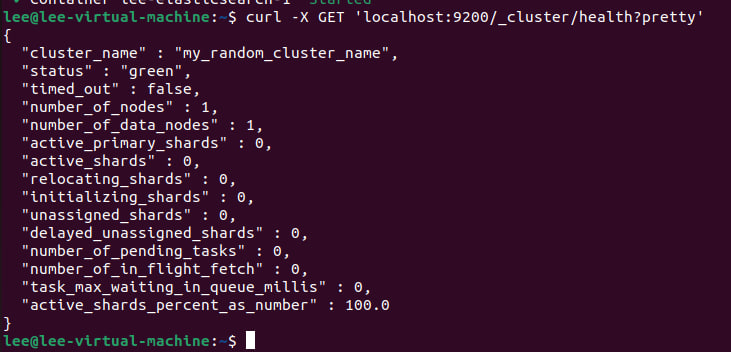 Container lee-elasticsearch-1 Started
lee@lee-virtual-machine:~$ curl -X GET 'localhost:9200/_cluster/health?pretty'
{
  "cluster_name" : "my_random_cluster_name",
  "status" : "green",
  "timed_out" : false,
  "number_of_nodes" : 1,
  "number_of_data_nodes" : 1,
  "active_primary_shards" : 0,
  "active_shards" : 0,
  "relocating_shards" : 0,
  "initializing_shards" : 0,
  "unassigned_shards" : 0,
  "delayed_unassigned_shards" : 0,
  "number_of_pending_tasks" : 0,
  "number_of_in_flight_fetch" : 0,
  "task_max_waiting_in_queue_millis" : 0,
  "active_shards_percent_as_number" : 100.0
}
lee@lee-virtual-machine:~$